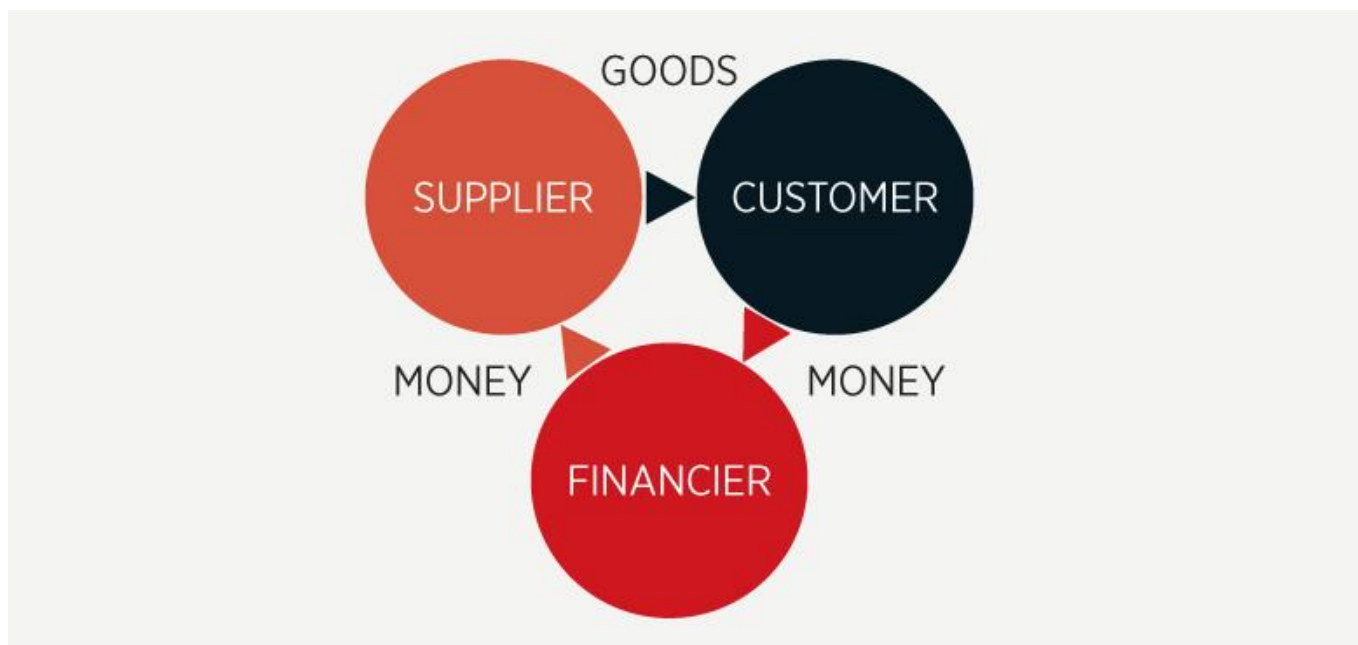 GOODS
SUPPLIER
CUSTOMER
MONEY
MONEY
FINANCIER